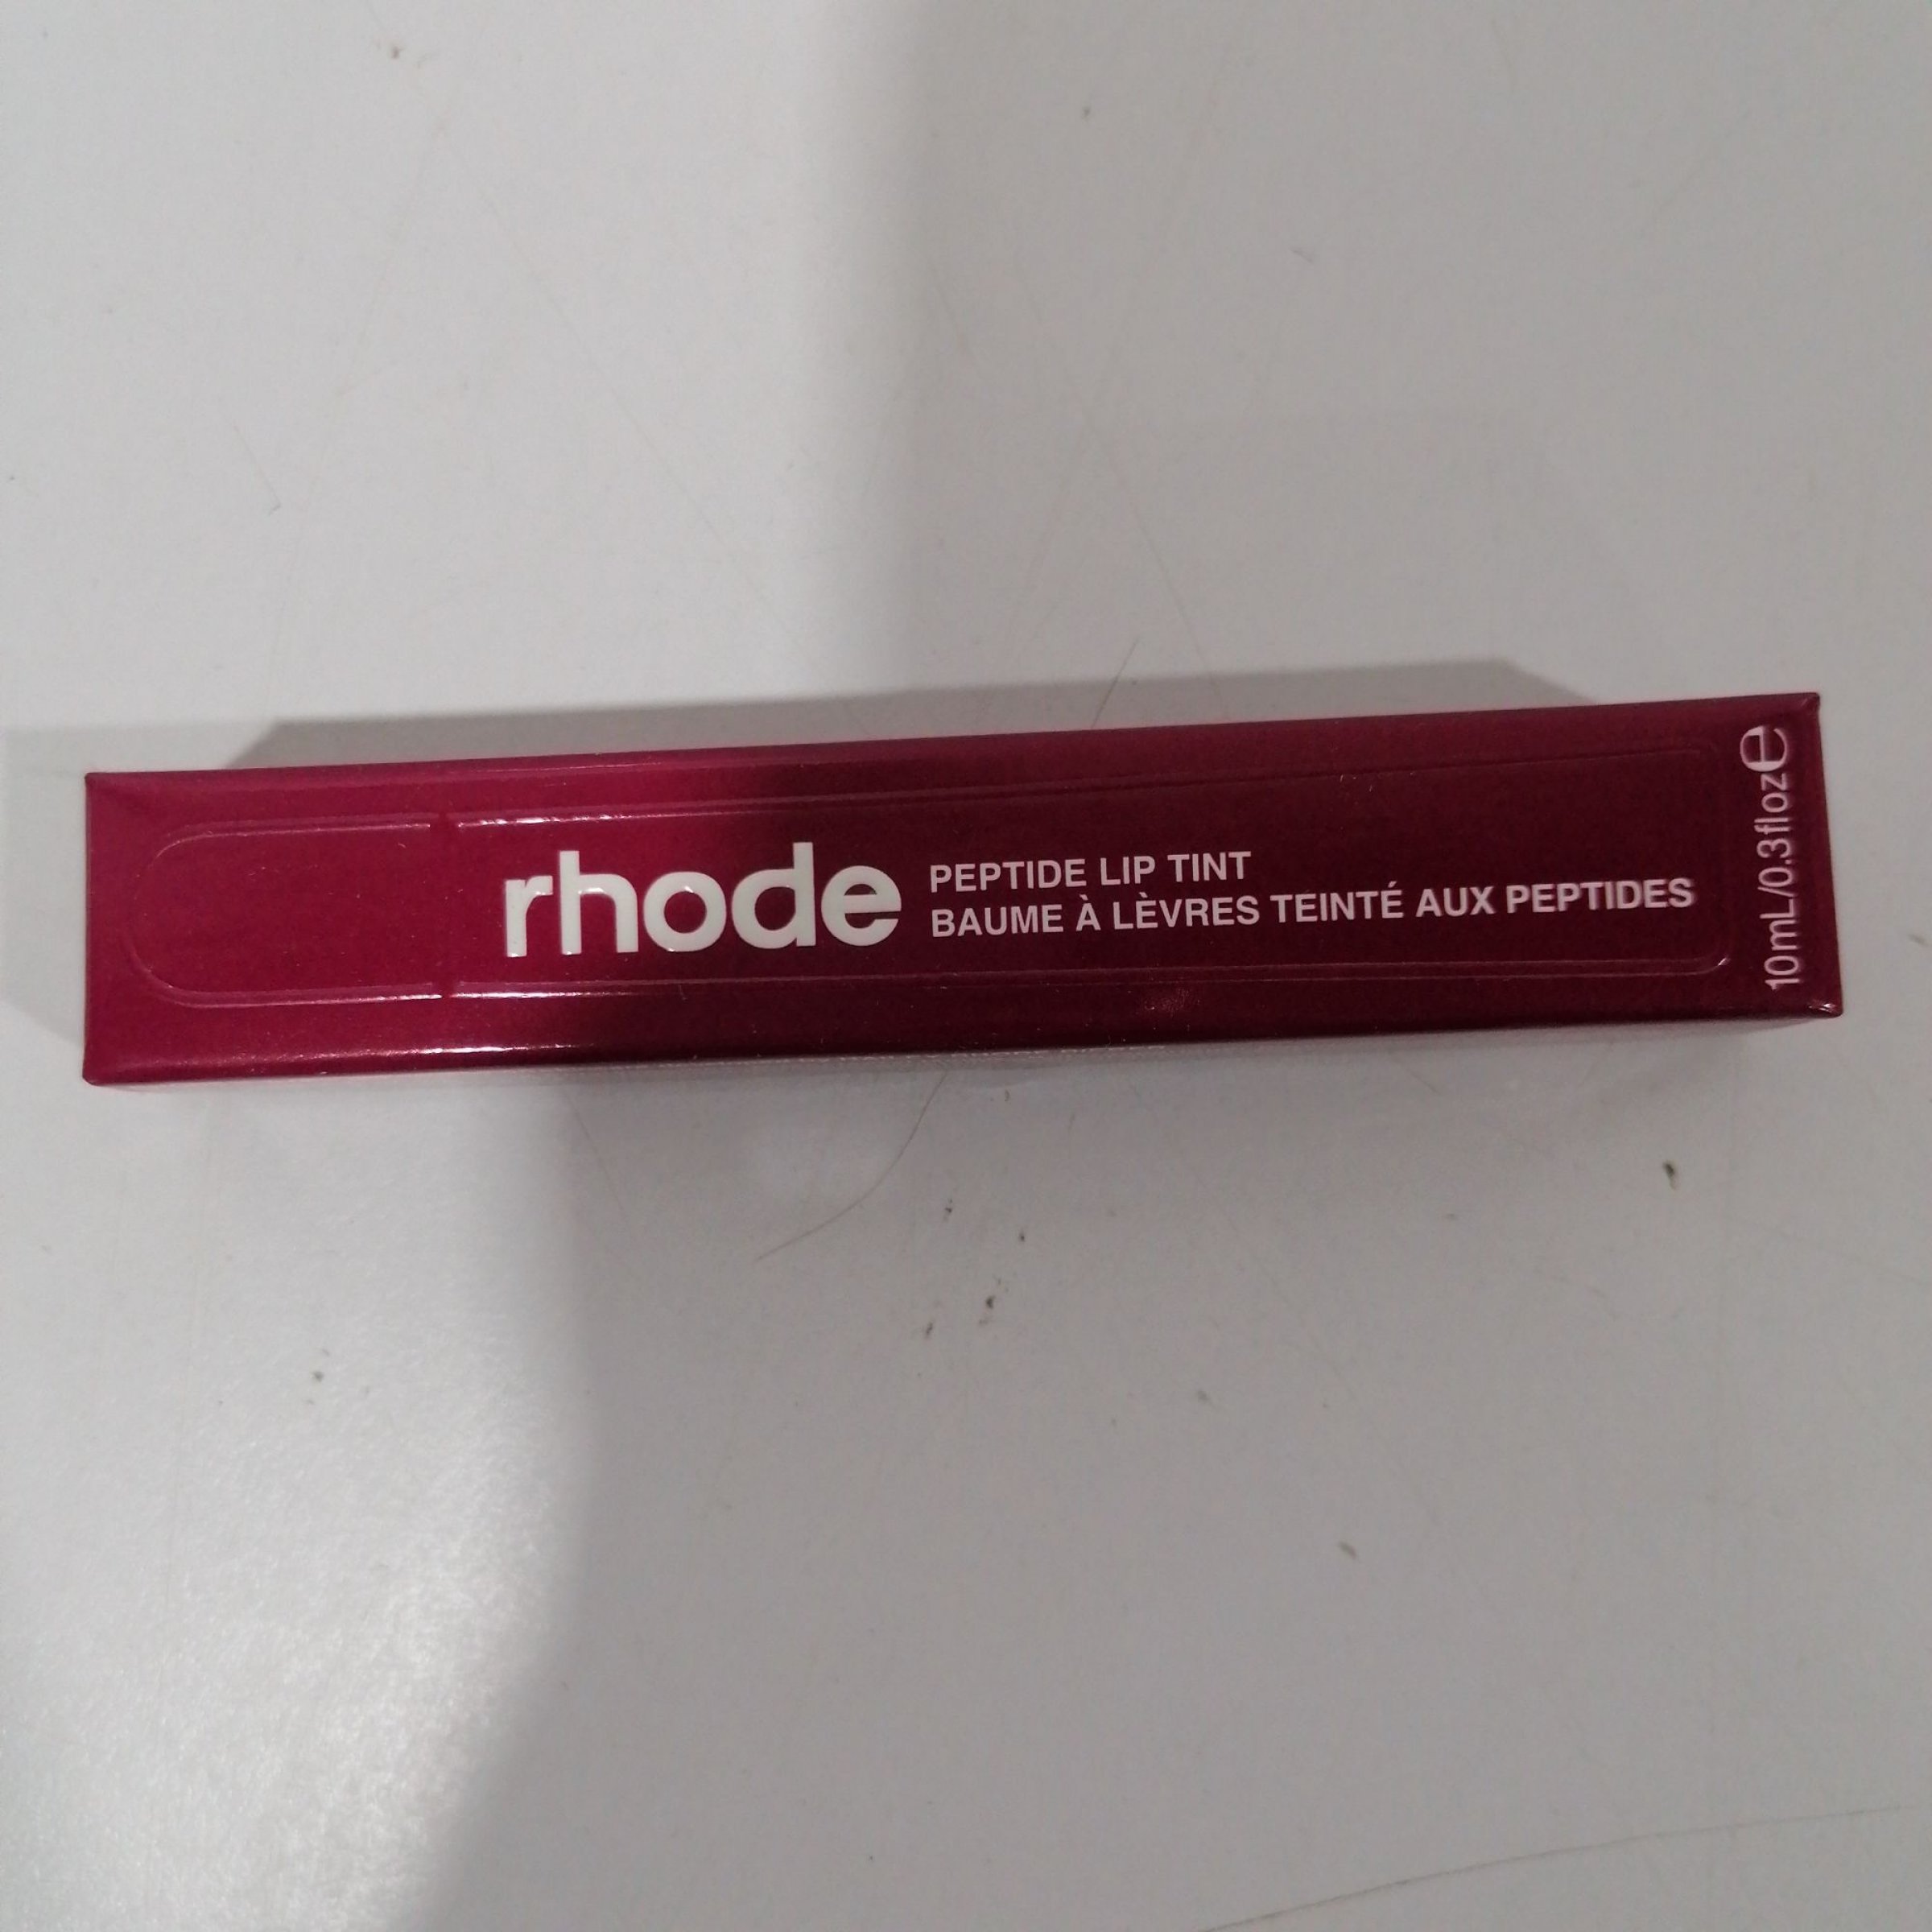 rhode
PEPTIDE LIP TINT
BAUME À LÈVRES TEINTÉ AUX PEPTIDES
10mL/0.3floz℮